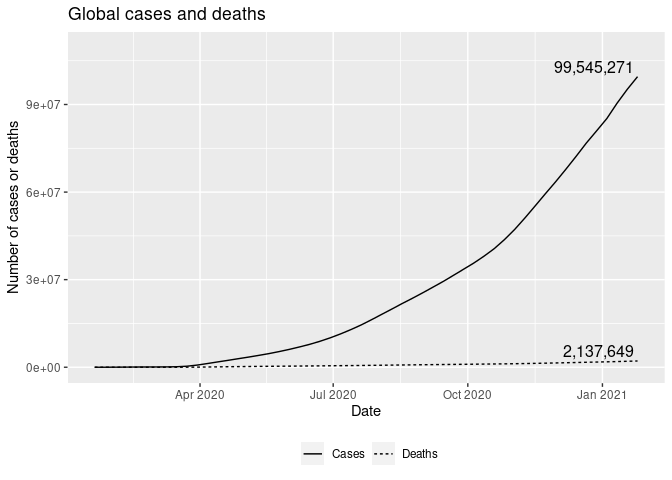 Global cases and deaths
99,545,271
9e+07
6e+07
3e+07
2,137,649
0e+00
Number of cases or deaths
Apr 2020 Jul 2020 Oct 2020 Jan 2021
Date
Cases Deaths